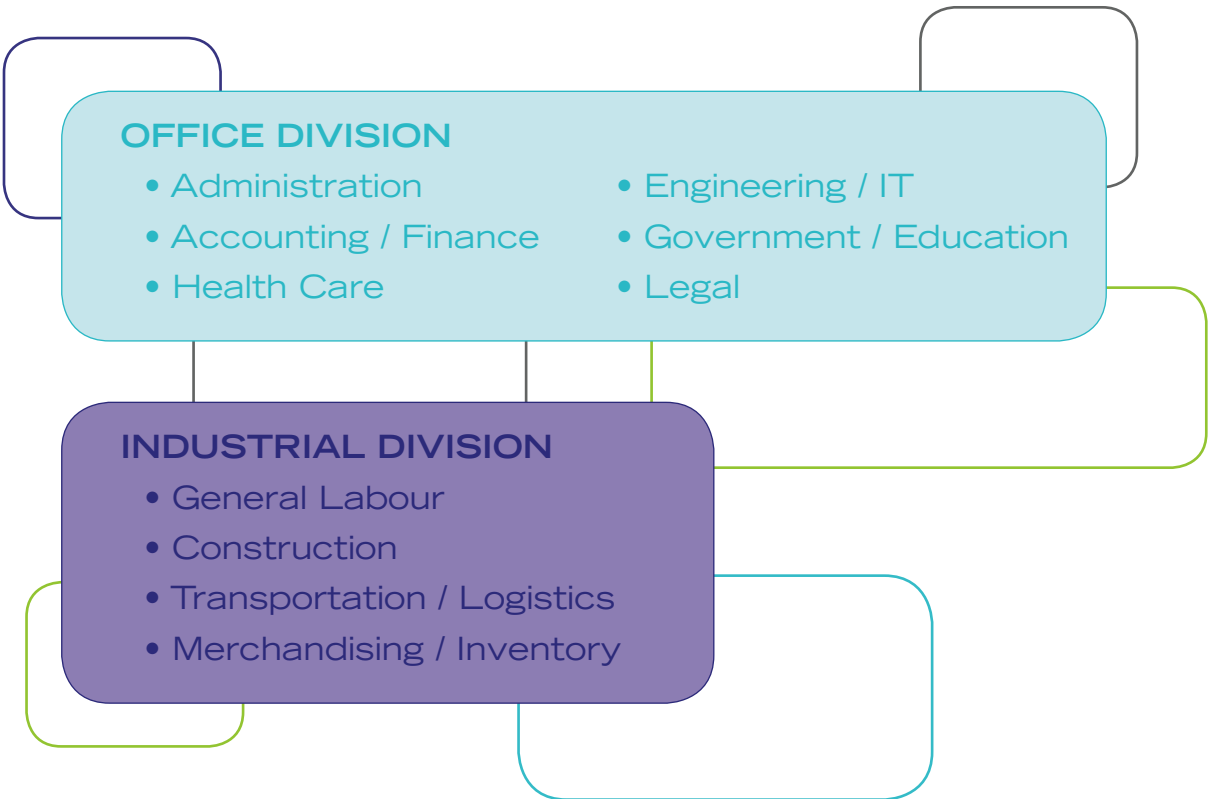 OFFICE DIVISION
• Administration
• Accounting / Finance
• Health Care
• Engineering / IT
• Government / Education
• Legal
INDUSTRIAL DIVISION
• General Labour
• Construction
• Transportation / Logistics
• Merchandising / Inventory